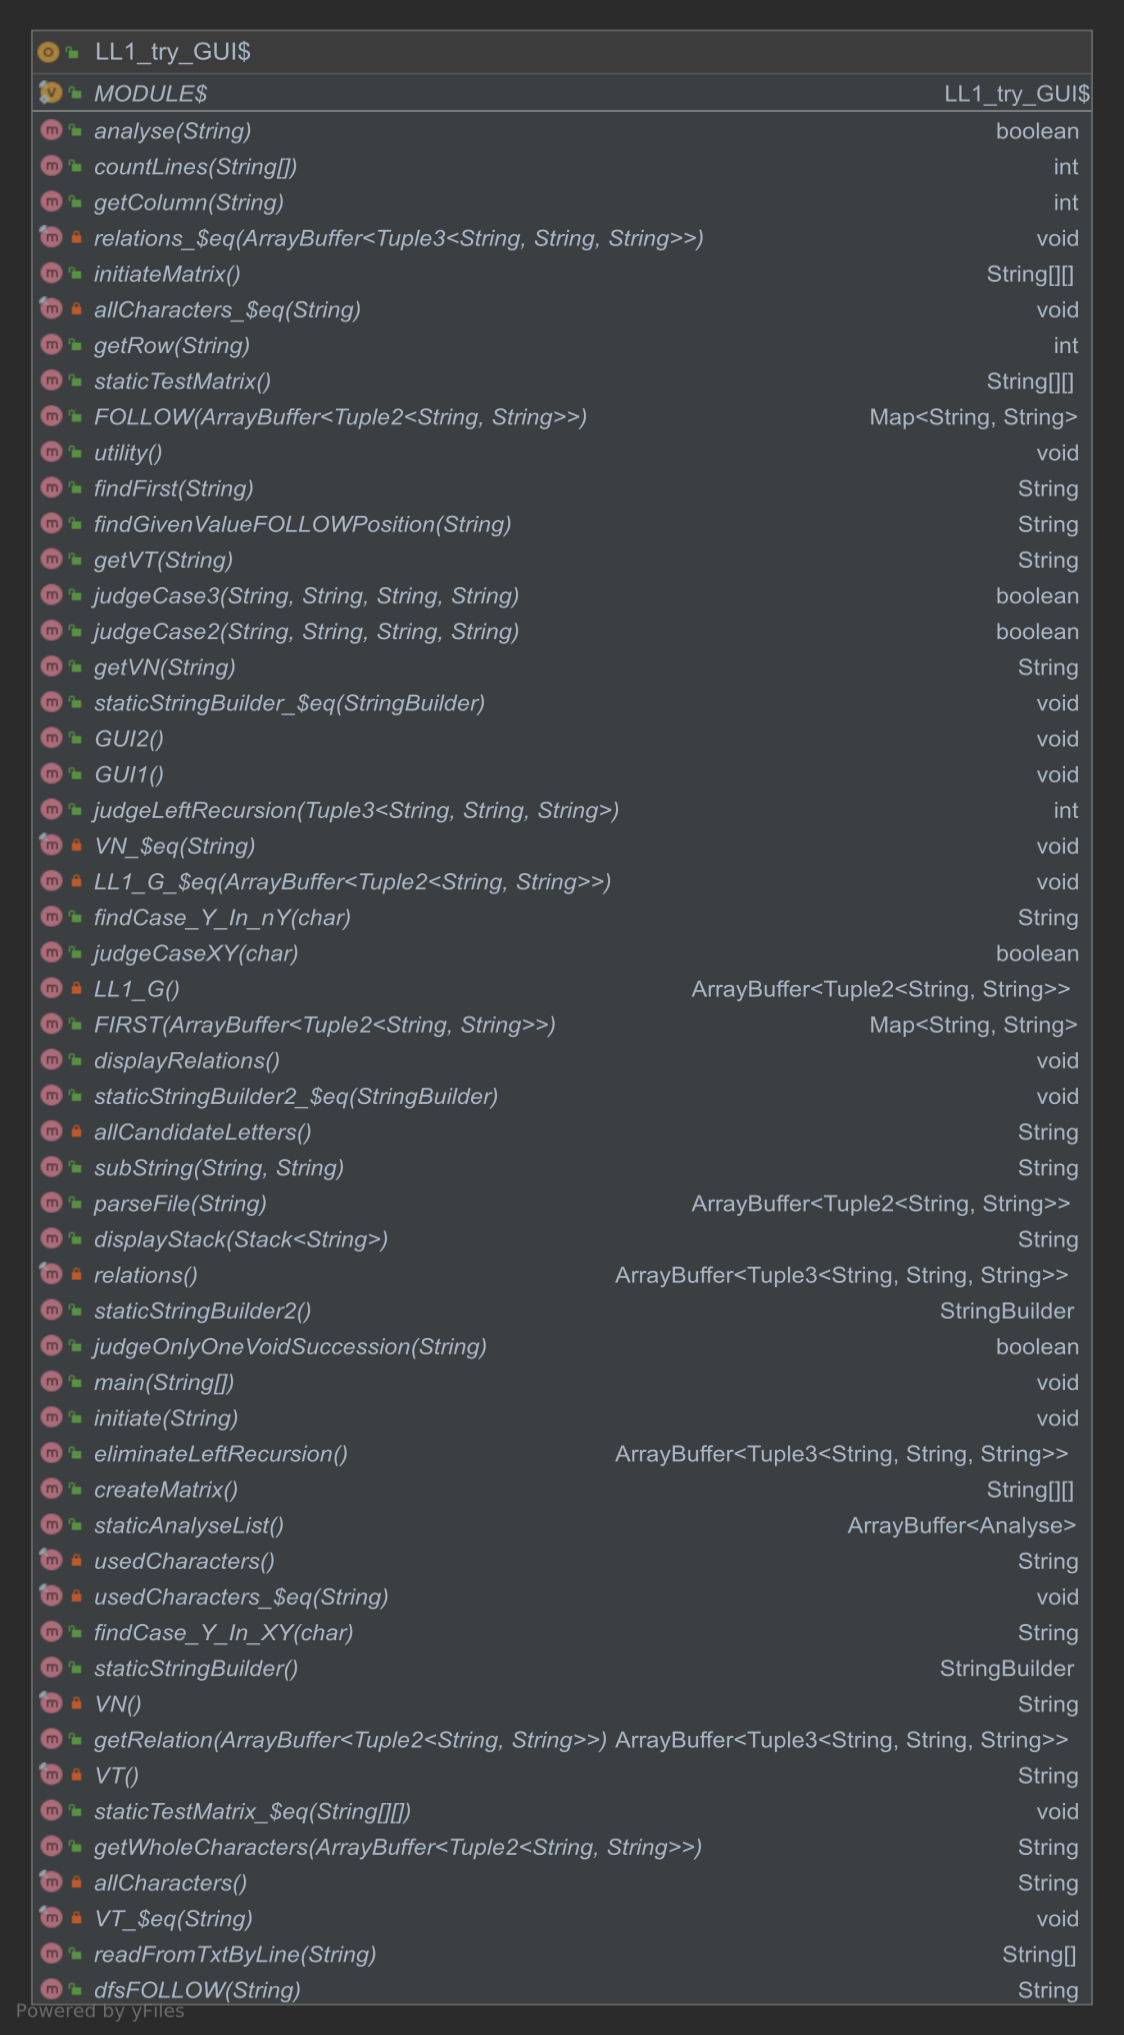 LL1_try_GUI$
MODULE$ LL1_try_GUI$
analyse(String) boolean
countLines(String[]) int
getColumn(String) int
relations_$eq(ArrayBuffer<Tuple3<String, String, String>>) void
initiateMatrix() String[][]
allCharacters_$eq(String) void
getRow(String) int
staticTestMatrix() String[][]
FOLLOW(ArrayBuffer<Tuple2<String, String>>) Map<String, String>
utility() void
findFirst(String) String
findGivenValueFOLLOWPosition(String) String
getVT(String) String
judgeCase3(String, String, String, String) boolean
judgeCase2(String, String, String, String) boolean
getVN(String) String
staticStringBuilder_$eq(StringBuilder) void
GUI2() void
GUI1() void
judgeLeftRecursion(Tuple3<String, String, String>) int
VN_$eq(String) void
LL1_G_$eq(ArrayBuffer<Tuple2<String, String>>) void
findCase_Y_In_nY(char) String
judgeCaseXY(char) boolean
LL1_G() ArrayBuffer<Tuple2<String, String>>
FIRST(ArrayBuffer<Tuple2<String, String>>) Map<String, String>
displayRelations() void
staticStringBuilder2_$eq(StringBuilder) void
allCandidateLetters() String
subString(String, String) String
parseFile(String) ArrayBuffer<Tuple2<String, String>>
displayStack(Stack<String>) String
relations() ArrayBuffer<Tuple3<String, String, String>>
staticStringBuilder2() StringBuilder
judgeOnlyOneVoidSuccession(String) boolean
main(String[]) void
initiate(String) void
eliminateLeftRecursion() ArrayBuffer<Tuple3<String, String, String>>
createMatrix() String[][]
staticAnalyseList() ArrayBuffer<Analyse>
usedCharacters() String
usedCharacters_$eq(String) void
findCase_Y_In_XY(char) String
staticStringBuilder() StringBuilder
VN() String
getRelation(ArrayBuffer<Tuple2<String, String>>) ArrayBuffer<Tuple3<String, String, String>>
VT() String
staticTestMatrix_$eq(String[][]) void
getWholeCharacters(ArrayBuffer<Tuple2<String, String>>) String
allCharacters() String
VT_$eq(String) void
readFromTxtByLine(String) String[]
dfsFOLLOW(String) String
Powered by yFiles